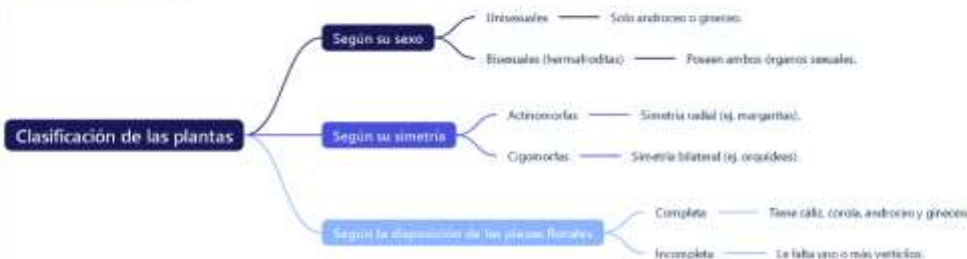 Clasificación de las plantas
Según su sexo
Unisexuales
Solo androceo o gineceo.
Bisexuales (hermafroditas)
Poseen ambos órganos sexuales.
Según su simetría
Actinomorfas
Simetría radial (ej. margaritas).
Cigomorfas
Simetría bilateral (ej. orquídeas).
Según la disposición de las piezas florales
Completa
Tiene cáliz, corola, androceo y gineceo
Incompleta
Le falta uno o más verticilos.